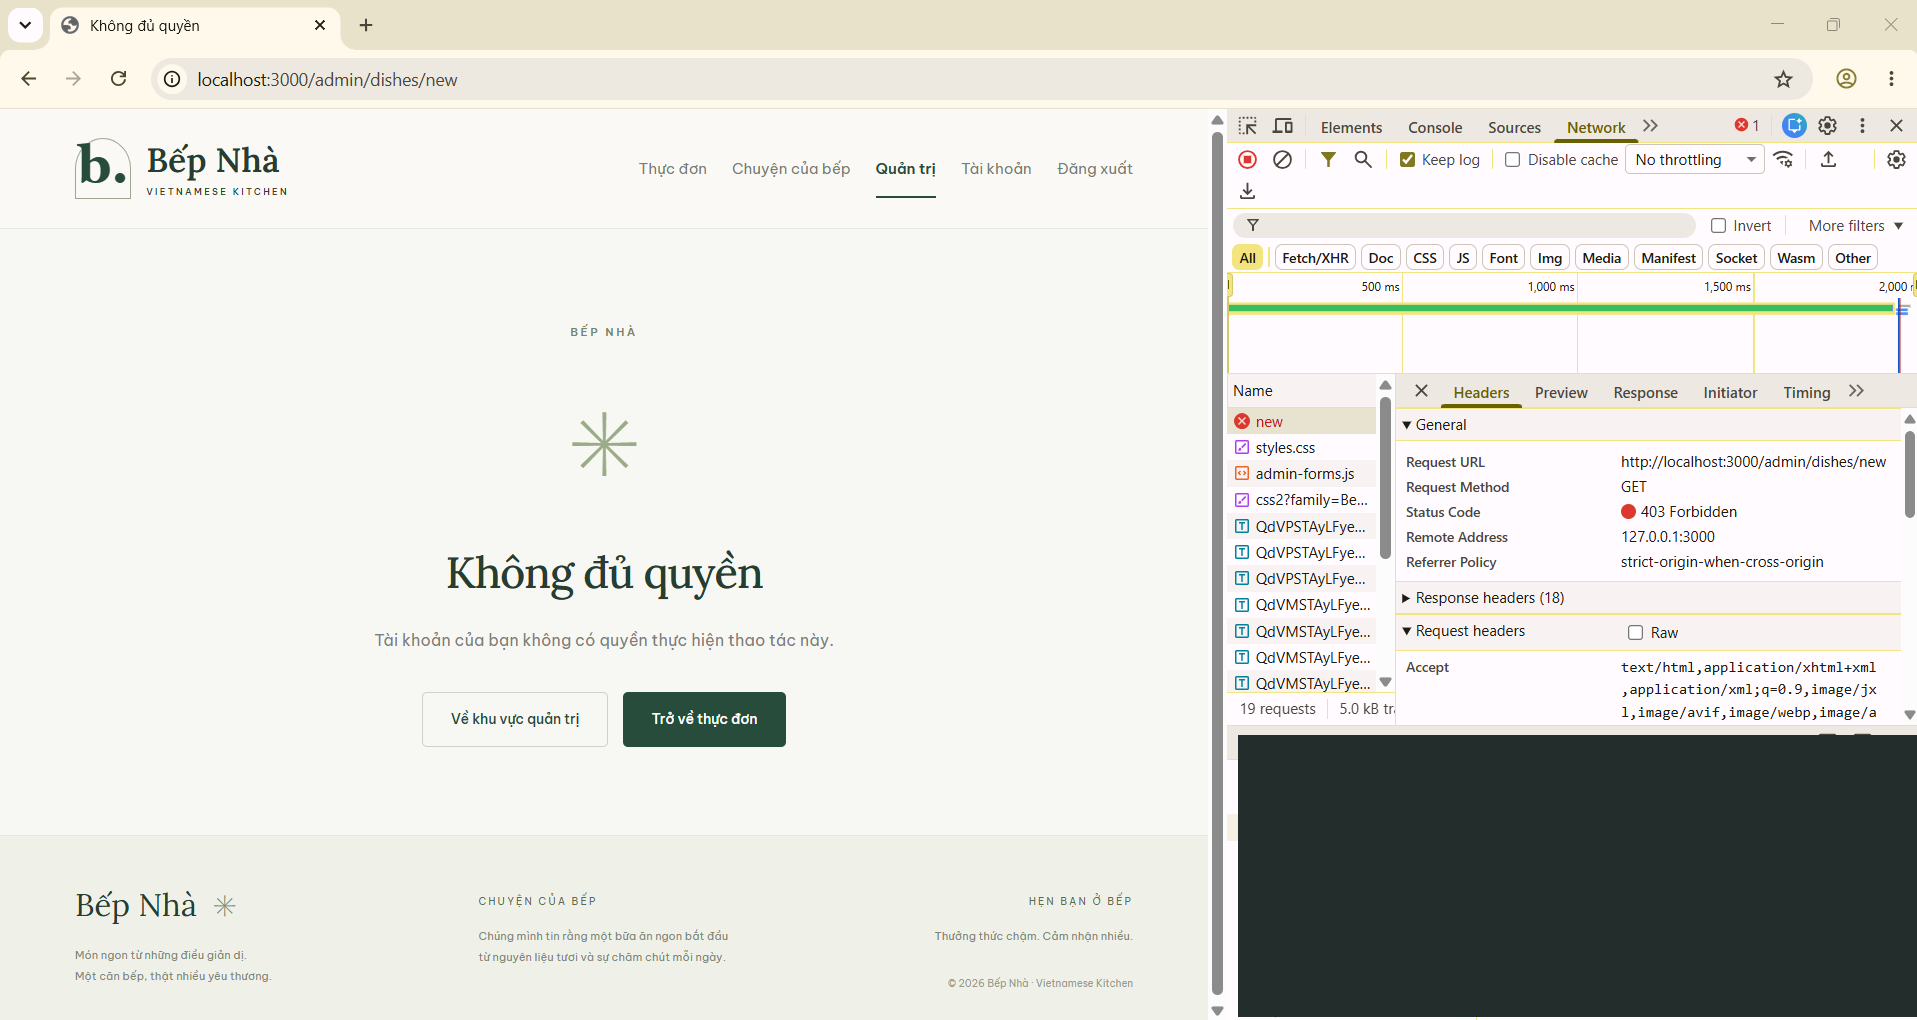 Không đủ quyền
localhost:3000/admin/dishes/new
b.
Bếp Nhà
VIETNAMESE KITCHEN
Thực đơn
Chuyện của bếp
Quản trị
Tài khoản
Đăng xuất
BẾP NHÀ
Không đủ quyền
Tài khoản của bạn không có quyền thực hiện thao tác này.
Về khu vực quản trị
Trở về thực đơn
Bếp Nhà
Món ngon từ những điều giản dị.
Một căn bếp, thật nhiều yêu thương.
CHUYỆN CỦA BẾP
Chúng mình tin rằng một bữa ăn ngon bắt đầu
từ nguyên liệu tươi và sự chăm chút mỗi ngày.
HẸN BẠN Ở BẾP
Thưởng thức chậm. Cảm nhận nhiều.
© 2026 Bếp Nhà · Vietnamese Kitchen
Elements
Console
Sources
Network
1
Keep log
Disable cache
No throttling
Invert
More filters
All
Fetch/XHR
Doc
CSS
JS
Font
Img
Media
Manifest
Socket
Wasm
Other
500 ms
1,000 ms
1,500 ms
2,000
Name
new
styles.css
admin-forms.js
css2?family=Be...
QdVPSTAyLFye...
QdVPSTAyLFye...
QdVPSTAyLFye...
QdVMSTAyLFye...
QdVMSTAyLFye...
QdVMSTAyLFye...
QdVMSTAyLFye...
19 requests
5.0 kB
Headers
Preview
Response
Initiator
Timing
General
Request URL
http://localhost:3000/admin/dishes/new
Request Method
GET
Status Code
403 Forbidden
Remote Address
127.0.0.1:3000
Referrer Policy
strict-origin-when-cross-origin
Response headers (18)
Request headers
Raw
Accept
text/html,application/xhtml+xml
,application/xml;q=0.9,image/jx
l,image/avif,image/webp,image/a